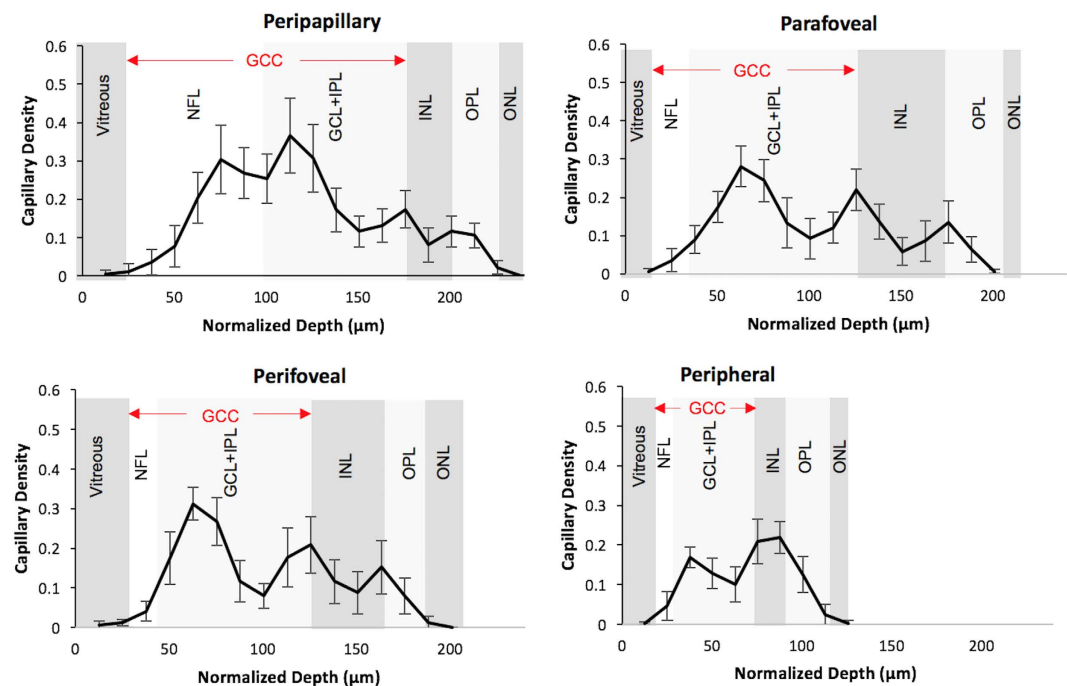 Peripapillary
0.6
0.5
0.4
0.3
0.2
0.1
0
Capillary Density
Vitreous
NFL
GCC
GCL+IPL
INL
OPL
ONL
0 50 100 150 200
Normalized Depth (µm)
Parafoveal
0.6
0.5
0.4
0.3
0.2
0.1
0
Capillary Density
Vitreous
NFL
GCC
GCL+IPL
INL
OPL
ONL
0 50 100 150 200
Normalized Depth (µm)
Perifoveal
0.6
0.5
0.4
0.3
0.2
0.1
0
Capillary Density
Vitreous
NFL
GCC
GCL+IPL
INL
OPL
ONL
0 50 100 150 200
Normalized Depth (µm)
Peripheral
0.6
0.5
0.4
0.3
0.2
0.1
0
Capillary Density
Vitreous
NFL
GCC
GCL+IPL
INL
OPL
ONL
0 50 100 150 200
Normalized Depth (µm)